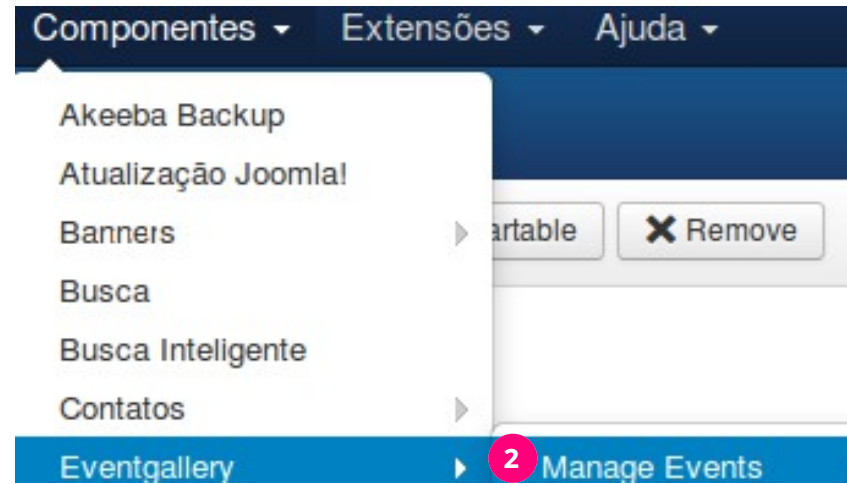 Componentes Extensões Ajuda
Akeeba Backup
Atualização Joomla!
Banners
artable Remove
Busca
Busca Inteligente
Contatos
Eventgallery 2 Manage Events